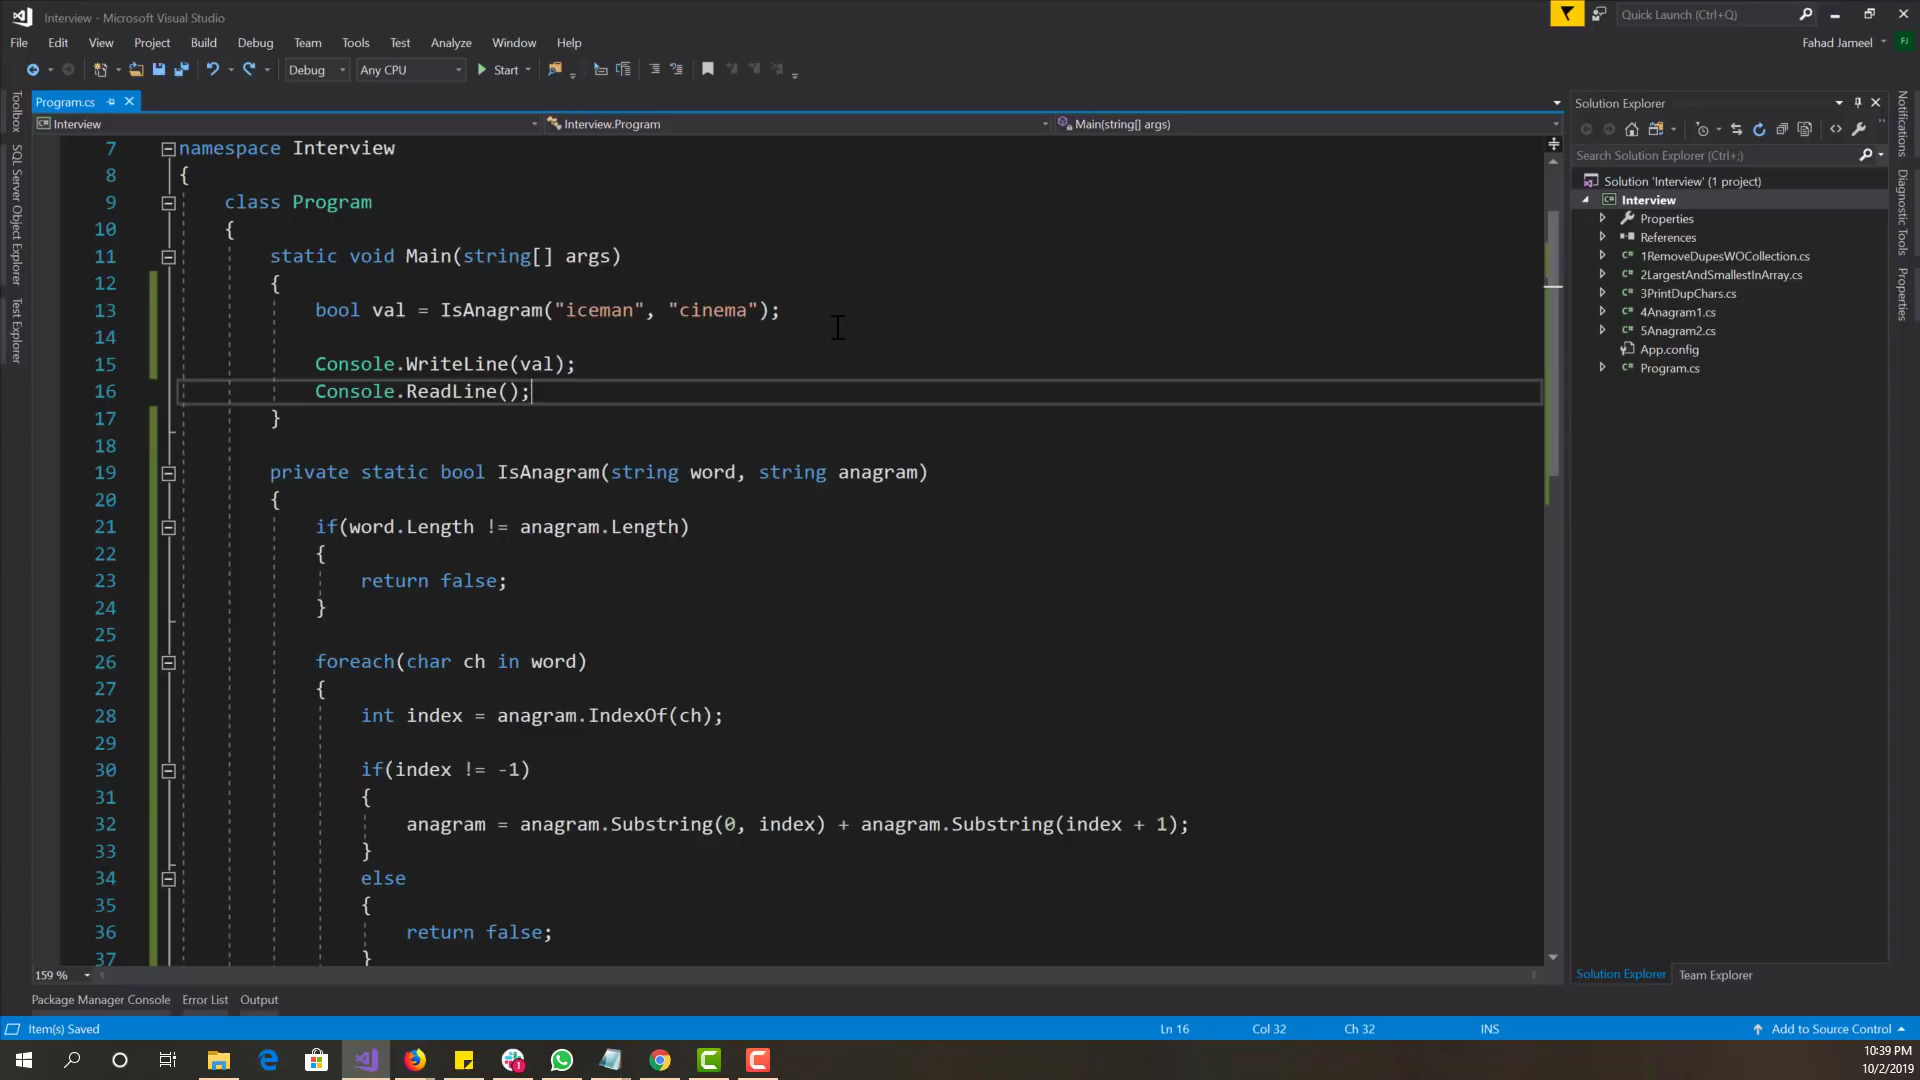 Interview - Microsoft Visual Studio
Quick Launch (Ctrl+Q)
File Edit View Project Build Debug Team Tools Test Analyze Window Help
Fahad Jameel FJ
Debug Any CPU Start
Program.cs
Interview Interview.Program Main(string[] args)
7 namespace Interview
8 {
9 class Program
10 {
11 static void Main(string[] args)
12 {
13 bool val = IsAnagram("iceman", "cinema");
14
15 Console.WriteLine(val);
16 Console.ReadLine();
17 }
18
19 private static bool IsAnagram(string word, string anagram)
20 {
21 if(word.Length != anagram.Length)
22 {
23 return false;
24 }
25
26 foreach(char ch in word)
27 {
28 int index = anagram.IndexOf(ch);
29
30 if(index != -1)
31 {
32 anagram = anagram.Substring(0, index) + anagram.Substring(index + 1);
33 }
34 else
35 {
36 return false;
37 }
159 %
Toolbox
SQL Server Object Explorer
Test Explorer
Solution Explorer
Search Solution Explorer (Ctrl+;)
Solution 'Interview' (1 project)
Interview
Properties
References
1RemoveDupesWOCollection.cs
2LargestAndSmallestInArray.cs
3PrintDupChars.cs
4Anagram1.cs
5Anagram2.cs
App.config
Program.cs
Solution Explorer Team Explorer
Notifications
Diagnostic Tools
Properties
Package Manager Console Error List Output
Item(s) Saved Ln 16 Col 32 Ch 32 INS Add to Source Control
10:39 PM
10/2/2019